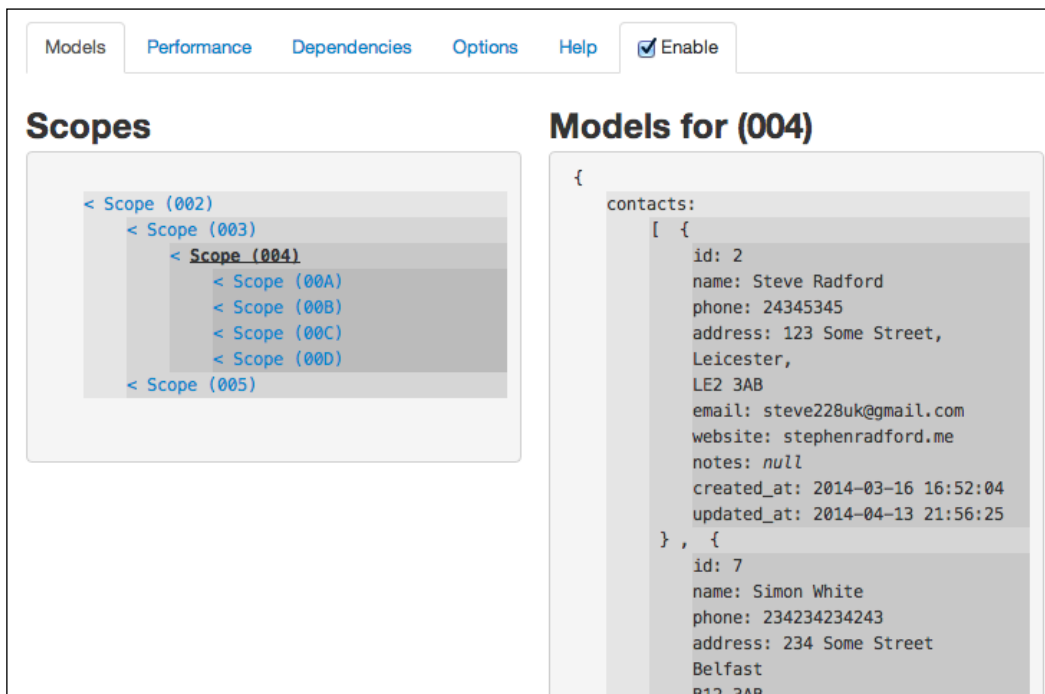 Models Performance Dependencies Options Help Enable
Scopes
< Scope (002)
< Scope (003)
< Scope (004)
< Scope (00A)
< Scope (00B)
< Scope (00C)
< Scope (00D)
< Scope (005)
Models for (004)
{
contacts:
[ {
id: 2
name: Steve Radford
phone: 24345345
address: 123 Some Street,
Leicester,
LE2 3AB
email: steve228uk@gmail.com
website: stephenradford.me
notes: null
created_at: 2014-03-16 16:52:04
updated_at: 2014-04-13 21:56:25
} , {
id: 7
name: Simon White
phone: 234234234243
address: 234 Some Street
Belfast
B12 3AB